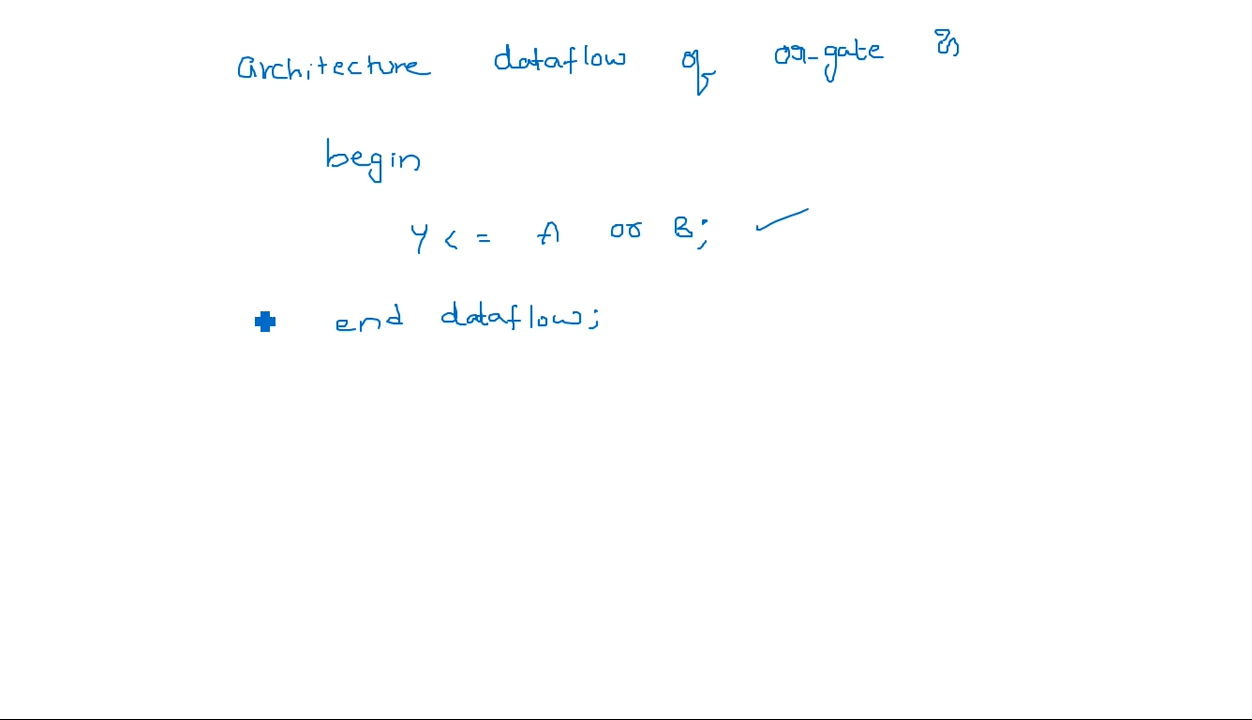 architecture dataflow of or-gate is
begin
Y <= A or B;
end dataflow;